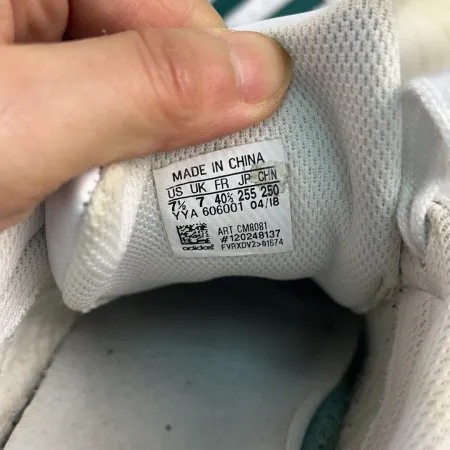 MADE IN CHINA
US UK FR JP CHN
7½ 7 40⅔ 255 250
YYA 606001 04/18
ART CM8081
#120248137
adidas FVRXDV2>91674